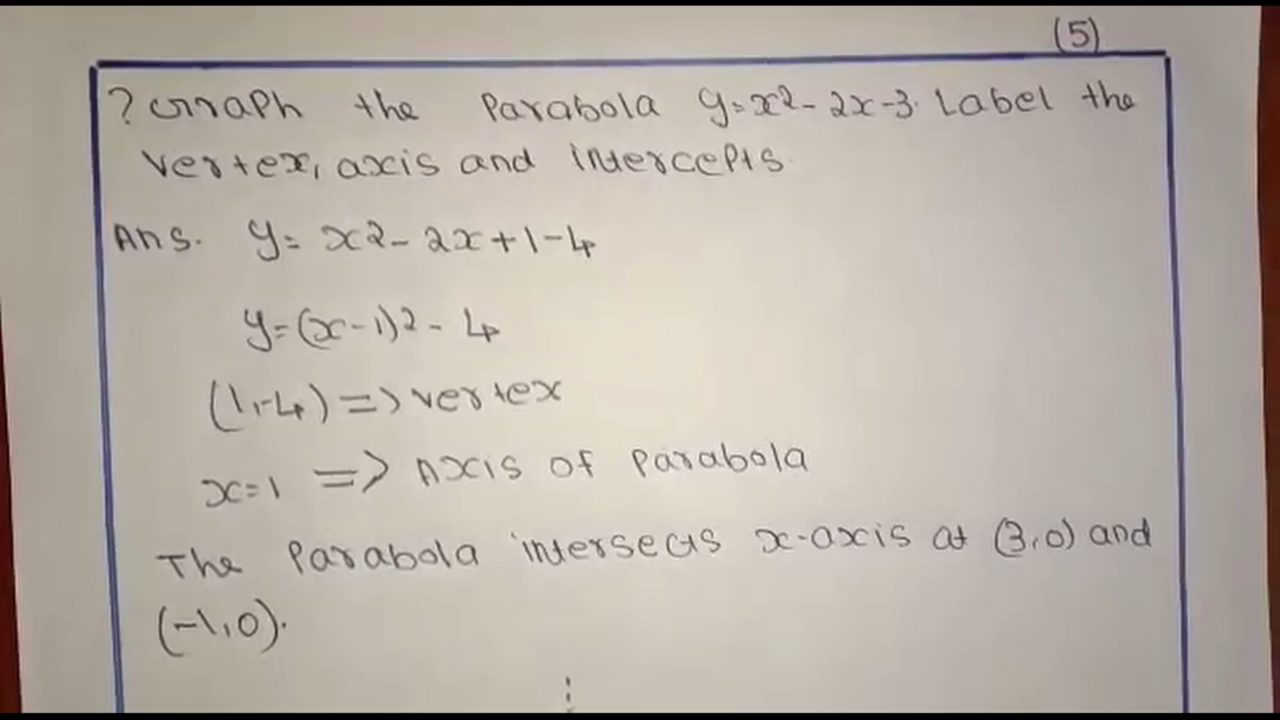 (5)
? Graph the Parabola y=x2-2x-3. Label the
vertex, axis and intercepts.
Ans. y= x2-2x+1-4
y=(x-1)2-4
(1,-4)=>vertex
x=1 => Axis of parabola
The Parabola intersects x-axis at (3,0) and
(-1,0).